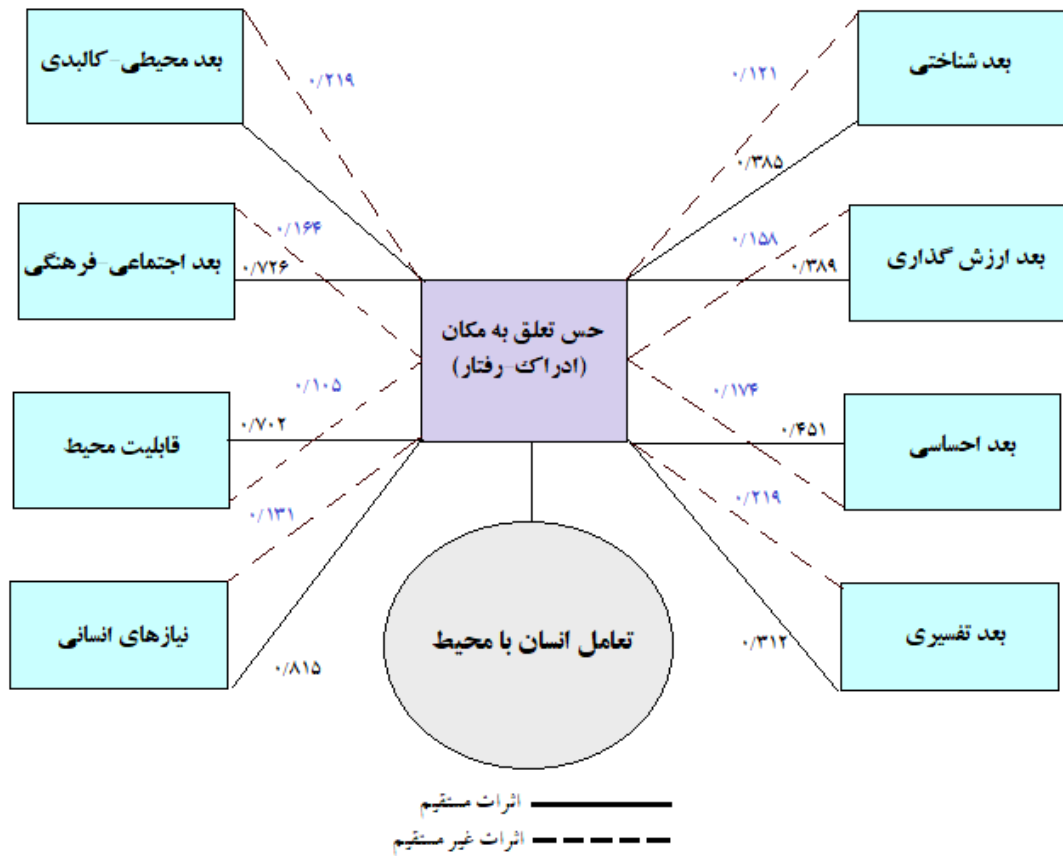 بعد شناختی
بعد محیطی-کالبدی
۰/۱۲۱
۰/۲۱۹
۰/۳۸۵
بعد ارزش گذاری
بعد اجتماعی-فرهنگی
۰/۱۵۸
۰/۱۶۴
۰/۳۸۹
۰/۷۲۶
حس تعلق به مکان
(ادراک-رفتار)
بعد احساسی
قابلیت محیط
۰/۱۷۴
۰/۱۰۵
۰/۴۵۱
۰/۷۰۲
۰/۲۱۹
۰/۱۳۱
بعد تفسیری
نیازهای انسانی
تعامل انسان با محیط
۰/۳۱۲
۰/۸۱۵
اثرات مستقیم
اثرات غیر مستقیم